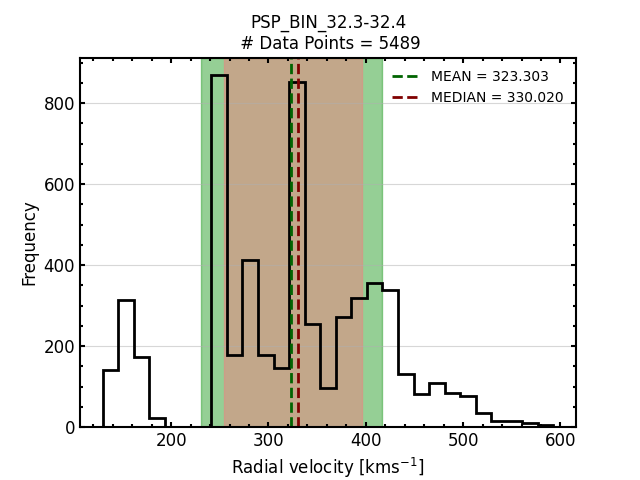 PSP_BIN_32.3-32.4
# Data Points = 5489
MEAN = 323.303
MEDIAN = 330.020
Frequency
800
600
400
200
0
200 300 400 500 600
Radial velocity [kms⁻¹]